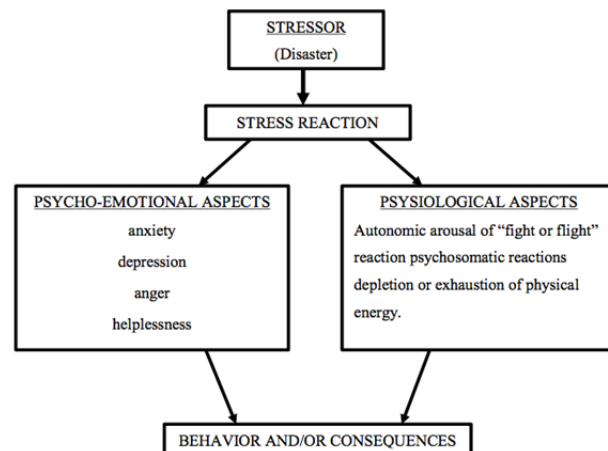 STRESSOR
(Disaster)
STRESS REACTION
PSYCHO-EMOTIONAL ASPECTS
anxiety
depression
anger
helplessness
PSYSIOLOGICAL ASPECTS
Autonomic arousal of “fight or flight”
reaction psychosomatic reactions
depletion or exhaustion of physical
energy.
BEHAVIOR AND/OR CONSEQUENCES